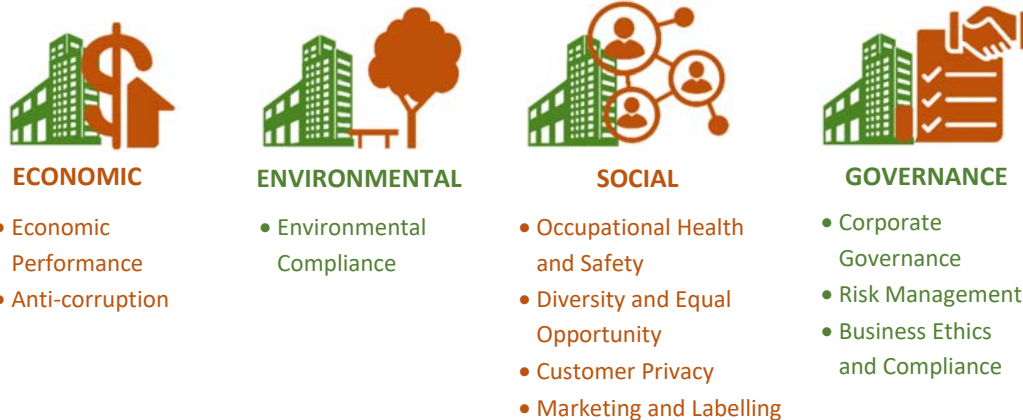 ECONOMIC
• Economic
Performance
• Anti-corruption
ENVIRONMENTAL
• Environmental
Compliance
SOCIAL
• Occupational Health
and Safety
• Diversity and Equal
Opportunity
• Customer Privacy
• Marketing and Labelling
GOVERNANCE
• Corporate
Governance
• Risk Management
• Business Ethics
and Compliance